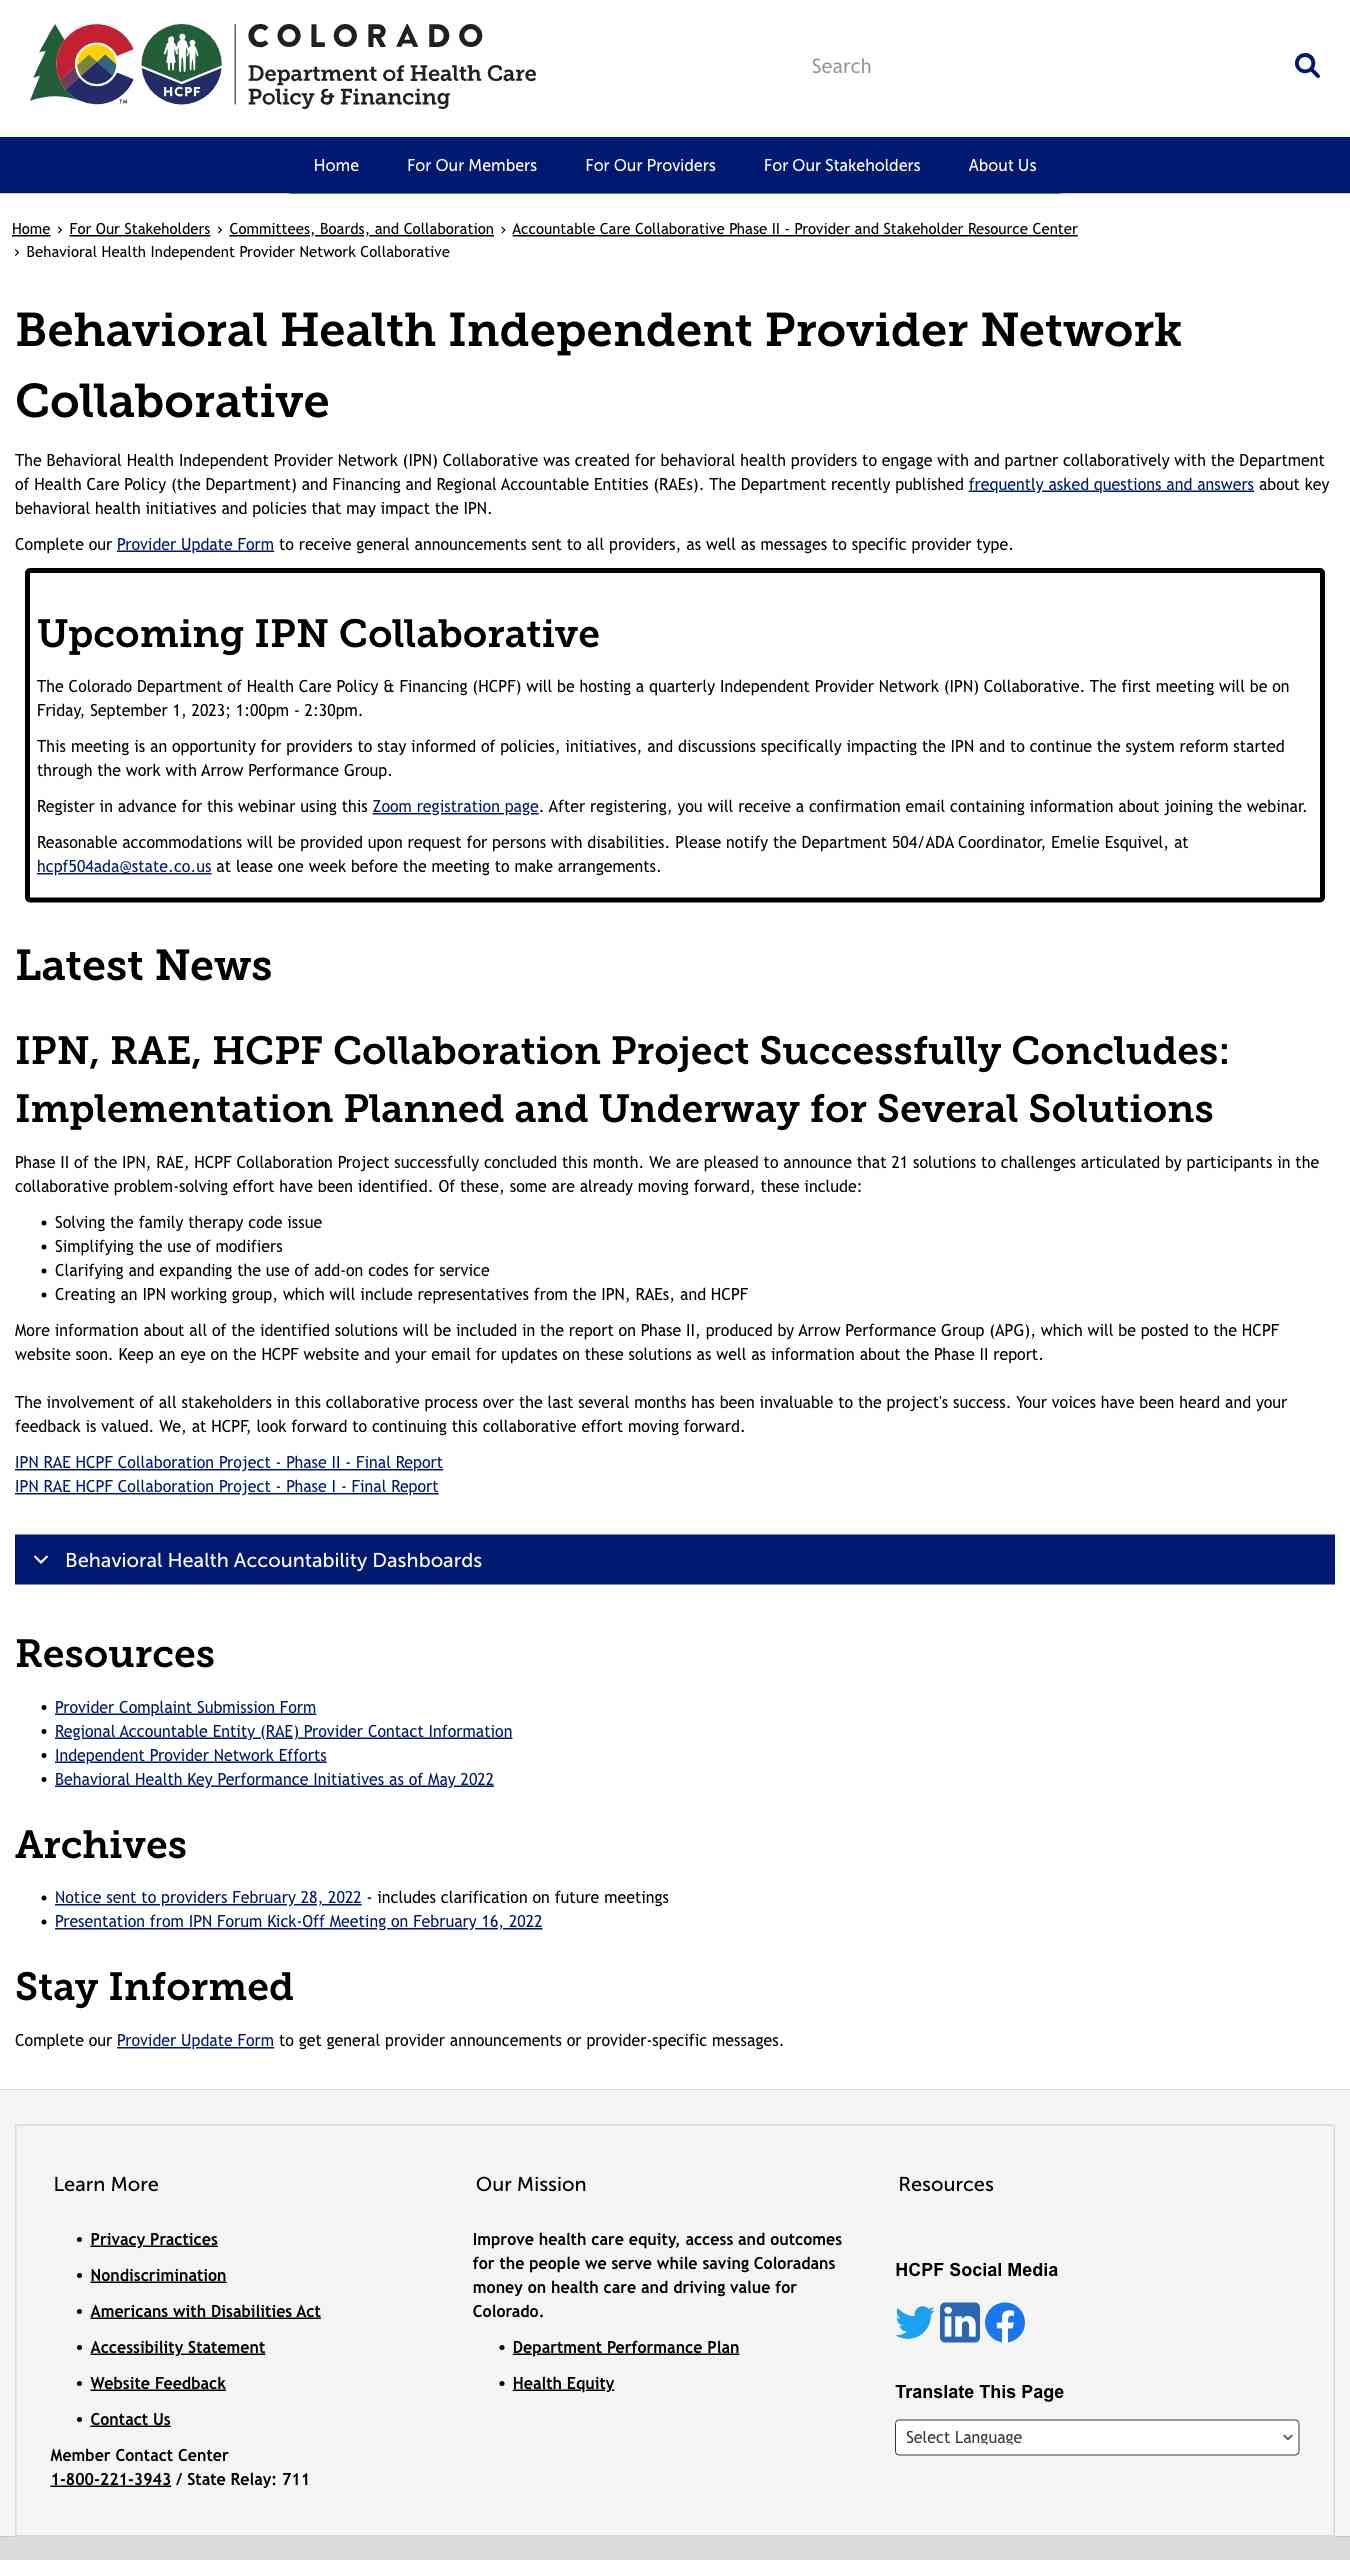 COLORADO
Department of Health Care
Policy & Financing
HCPF
TM
Search
Home
For Our Members
For Our Providers
For Our Stakeholders
About Us
Home › For Our Stakeholders › Committees, Boards, and Collaboration › Accountable Care Collaborative Phase II - Provider and Stakeholder Resource Center
› Behavioral Health Independent Provider Network Collaborative
Behavioral Health Independent Provider Network
Collaborative
The Behavioral Health Independent Provider Network (IPN) Collaborative was created for behavioral health providers to engage with and partner collaboratively with the Department
of Health Care Policy (the Department) and Financing and Regional Accountable Entities (RAEs). The Department recently published frequently asked questions and answers about key
behavioral health initiatives and policies that may impact the IPN.
Complete our Provider Update Form to receive general announcements sent to all providers, as well as messages to specific provider type.
Upcoming IPN Collaborative
The Colorado Department of Health Care Policy & Financing (HCPF) will be hosting a quarterly Independent Provider Network (IPN) Collaborative. The first meeting will be on
Friday, September 1, 2023; 1:00pm - 2:30pm.
This meeting is an opportunity for providers to stay informed of policies, initiatives, and discussions specifically impacting the IPN and to continue the system reform started
through the work with Arrow Performance Group.
Register in advance for this webinar using this Zoom registration page. After registering, you will receive a confirmation email containing information about joining the webinar.
Reasonable accommodations will be provided upon request for persons with disabilities. Please notify the Department 504/ADA Coordinator, Emelie Esquivel, at
hcpf504ada@state.co.us at lease one week before the meeting to make arrangements.
Latest News
IPN, RAE, HCPF Collaboration Project Successfully Concludes:
Implementation Planned and Underway for Several Solutions
Phase II of the IPN, RAE, HCPF Collaboration Project successfully concluded this month. We are pleased to announce that 21 solutions to challenges articulated by participants in the
collaborative problem-solving effort have been identified. Of these, some are already moving forward, these include:
• Solving the family therapy code issue
• Simplifying the use of modifiers
• Clarifying and expanding the use of add-on codes for service
• Creating an IPN working group, which will include representatives from the IPN, RAEs, and HCPF
More information about all of the identified solutions will be included in the report on Phase II, produced by Arrow Performance Group (APG), which will be posted to the HCPF
website soon. Keep an eye on the HCPF website and your email for updates on these solutions as well as information about the Phase II report.
The involvement of all stakeholders in this collaborative process over the last several months has been invaluable to the project's success. Your voices have been heard and your
feedback is valued. We, at HCPF, look forward to continuing this collaborative effort moving forward.
IPN RAE HCPF Collaboration Project - Phase II - Final Report
IPN RAE HCPF Collaboration Project - Phase I - Final Report
Behavioral Health Accountability Dashboards
Resources
• Provider Complaint Submission Form
• Regional Accountable Entity (RAE) Provider Contact Information
• Independent Provider Network Efforts
• Behavioral Health Key Performance Initiatives as of May 2022
Archives
• Notice sent to providers February 28, 2022 - includes clarification on future meetings
• Presentation from IPN Forum Kick-Off Meeting on February 16, 2022
Stay Informed
Complete our Provider Update Form to get general provider announcements or provider-specific messages.
Learn More
• Privacy Practices
• Nondiscrimination
• Americans with Disabilities Act
• Accessibility Statement
• Website Feedback
• Contact Us
Member Contact Center
1-800-221-3943 / State Relay: 711
Our Mission
Improve health care equity, access and outcomes
for the people we serve while saving Coloradans
money on health care and driving value for
Colorado.
• Department Performance Plan
• Health Equity
Resources
HCPF Social Media
Translate This Page
Select Language